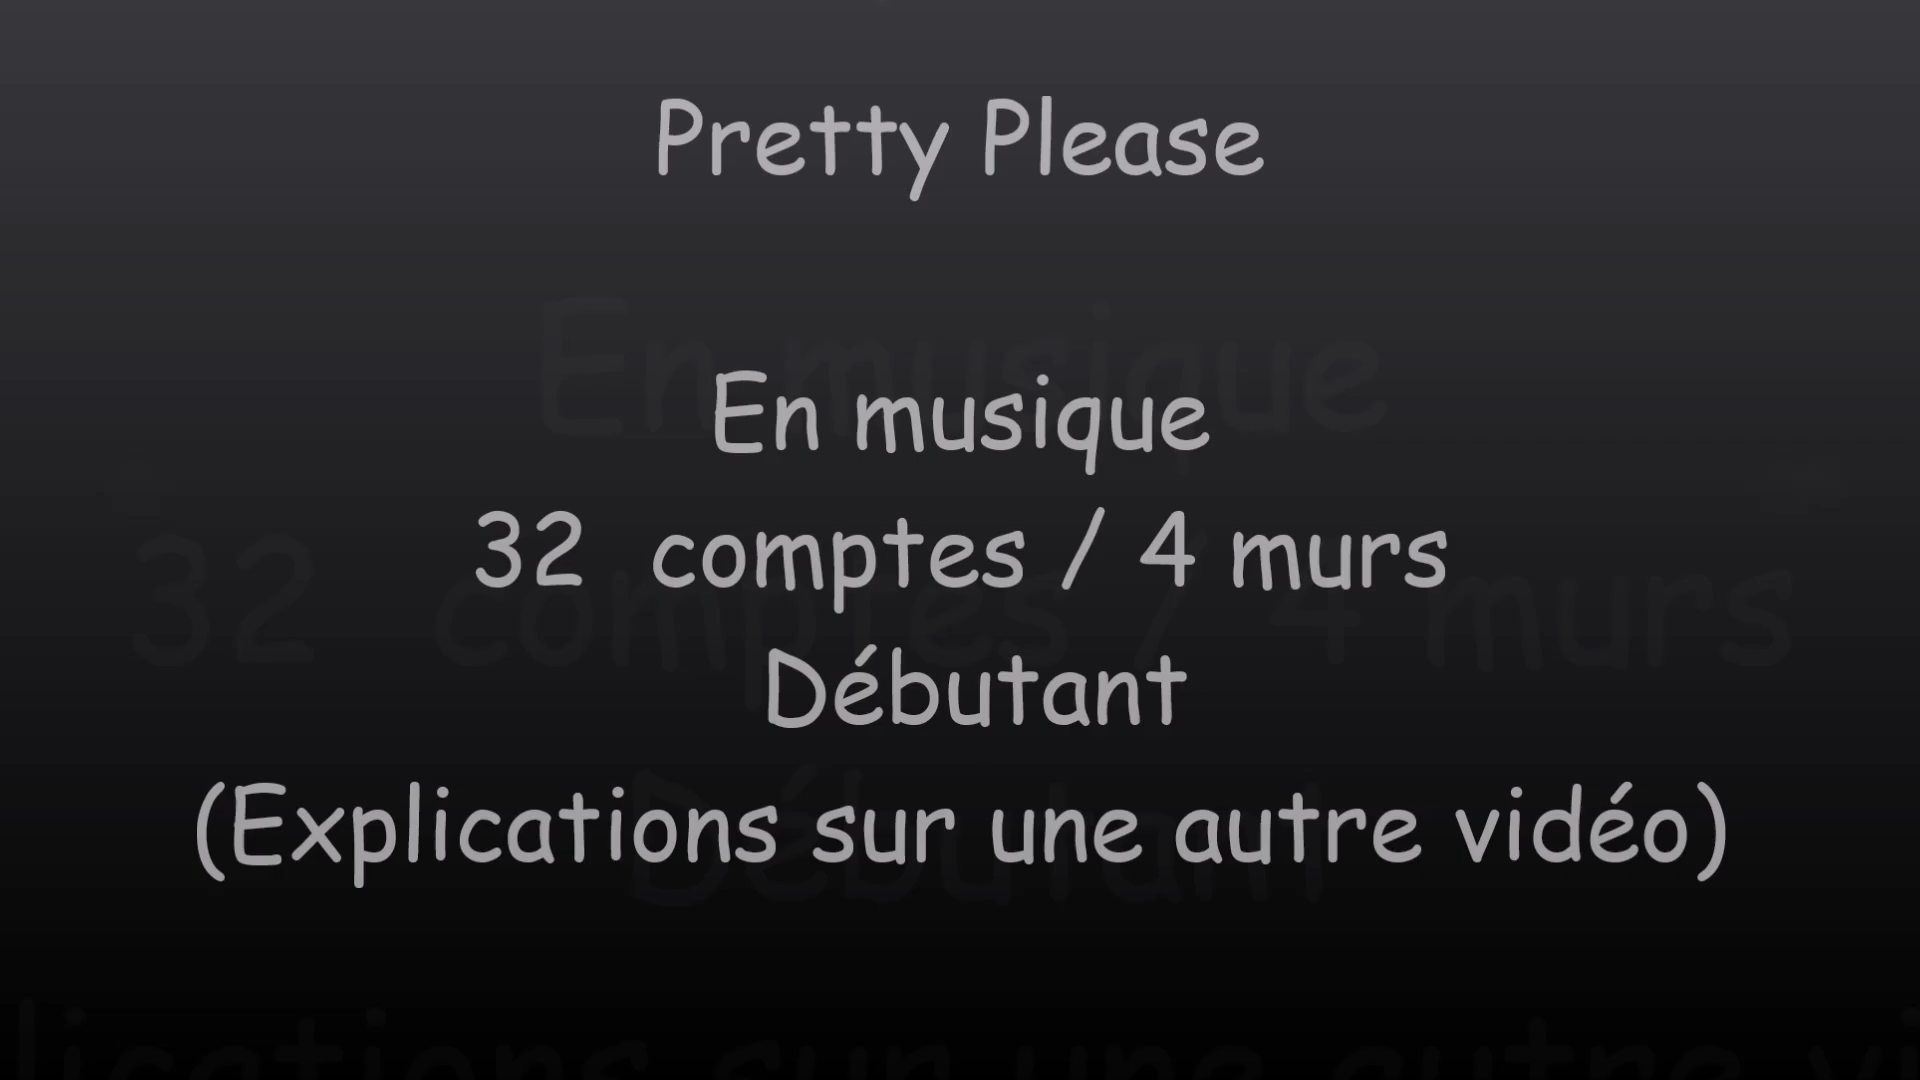 Pretty Please
En musique
32 comptes / 4 murs
Débutant
(Explications sur une autre vidéo)